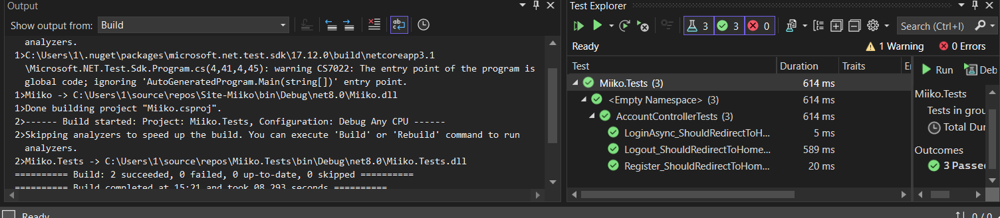 Output
Show output from: Build
analyzers.
1>C:\Users\1\.nuget\packages\microsoft.net.test.sdk\17.12.0\build\netcoreapp3.1
\Microsoft.NET.Test.Sdk.Program.cs(4,41,4,45): warning CS7022: The entry point of the program is
global code; ignoring 'AutoGeneratedProgram.Main(string[])' entry point.
1>Miiko -> C:\Users\1\source\repos\Site-Miiko\bin\Debug\net8.0\Miiko.dll
1>Done building project "Miiko.csproj".
2>------ Build started: Project: Miiko.Tests, Configuration: Debug Any CPU ------
2>Skipping analyzers to speed up the build. You can execute 'Build' or 'Rebuild' command to run
analyzers.
2>Miiko.Tests -> C:\Users\1\source\repos\Miiko.Tests\bin\Debug\net8.0\Miiko.Tests.dll
========== Build: 2 succeeded, 0 failed, 0 up-to-date, 0 skipped ==========
========== Build completed at 15:21 and took 08,293 seconds ==========
Ready
Test Explorer
3 3 0 Search (Ctrl+I)
Ready 1 Warning 0 Errors
Test Duration Traits E
Miiko.Tests (3) 614 ms
<Empty Namespace> (3) 614 ms
AccountControllerTests (3) 614 ms
LoginAsync_ShouldRedirectToH... 5 ms
Logout_ShouldRedirectToHome... 589 ms
Register_ShouldRedirectToHom... 20 ms
Run Deb
Miiko.Tests
Tests in grou
Total Dur
Outcomes
3 Passed
0 / 0